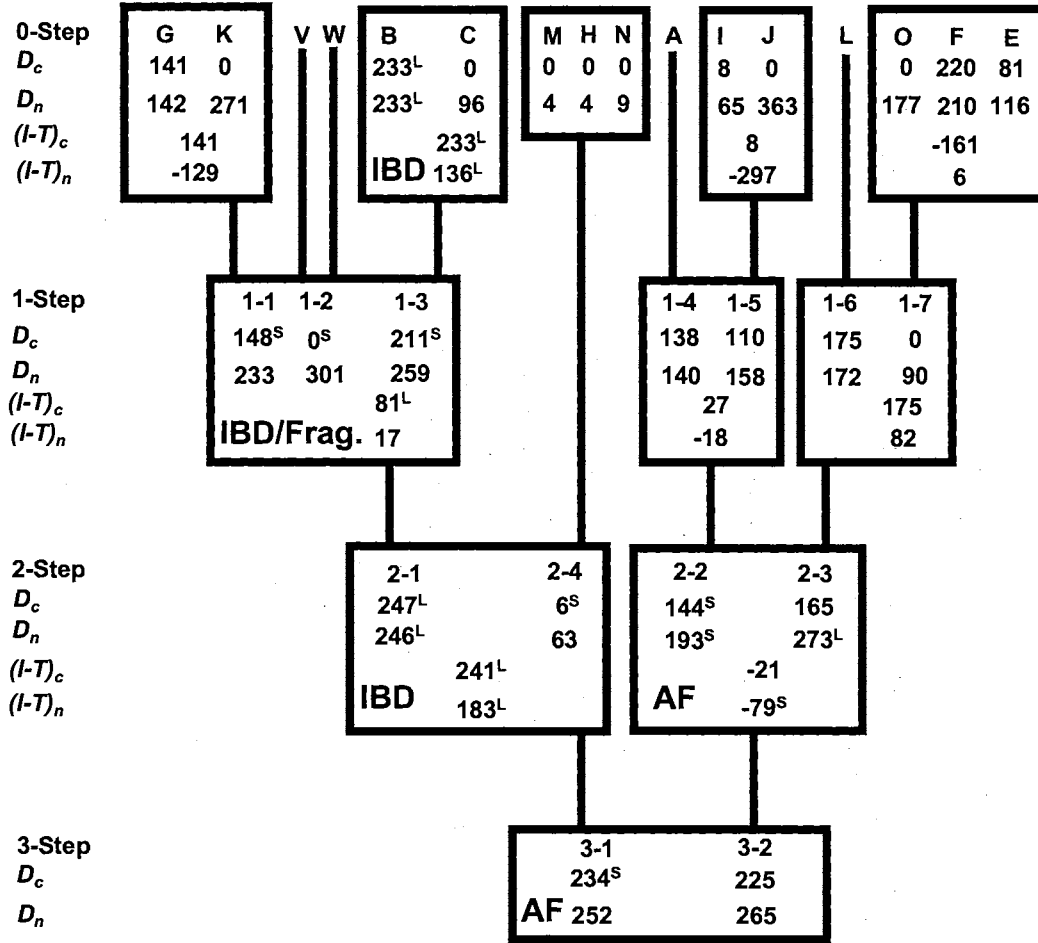 0-Step G K V W B C M H N A I J L O F E
Dc 141 0 233L 0 0 0 0 8 0 0 220 81
Dn 142 271 233L 96 4 4 9 65 363 177 210 116
(I-T)c 141 233L 8 -161
(I-T)n -129 IBD 136L -297 6
1-Step 1-1 1-2 1-3 1-4 1-5 1-6 1-7
Dc 148S 0S 211S 138 110 175 0
Dn 233 301 259 140 158 172 90
(I-T)c 81L 27 175
(I-T)n IBD/Frag. 17 -18 82
2-Step 2-1 2-4 2-2 2-3
Dc 247L 6S 144S 165
Dn 246L 63 193S 273L
(I-T)c 241L -21
(I-T)n IBD 183L AF -79S
3-Step 3-1 3-2
Dc 234S 225
Dn AF 252 265